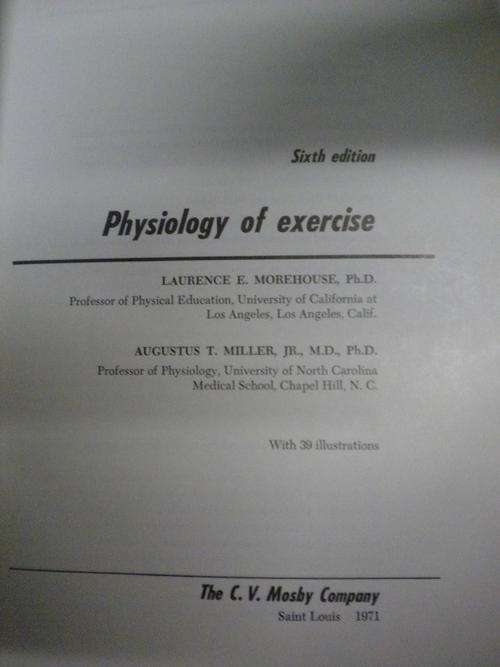 Sixth edition
Physiology of exercise
LAURENCE E. MOREHOUSE, Ph.D.
Professor of Physical Education, University of California at
Los Angeles, Los Angeles, Calif.
AUGUSTUS T. MILLER, JR., M.D., Ph.D.
Professor of Physiology, University of North Carolina
Medical School, Chapel Hill, N. C.
With 39 illustrations
The C. V. Mosby Company
Saint Louis 1971